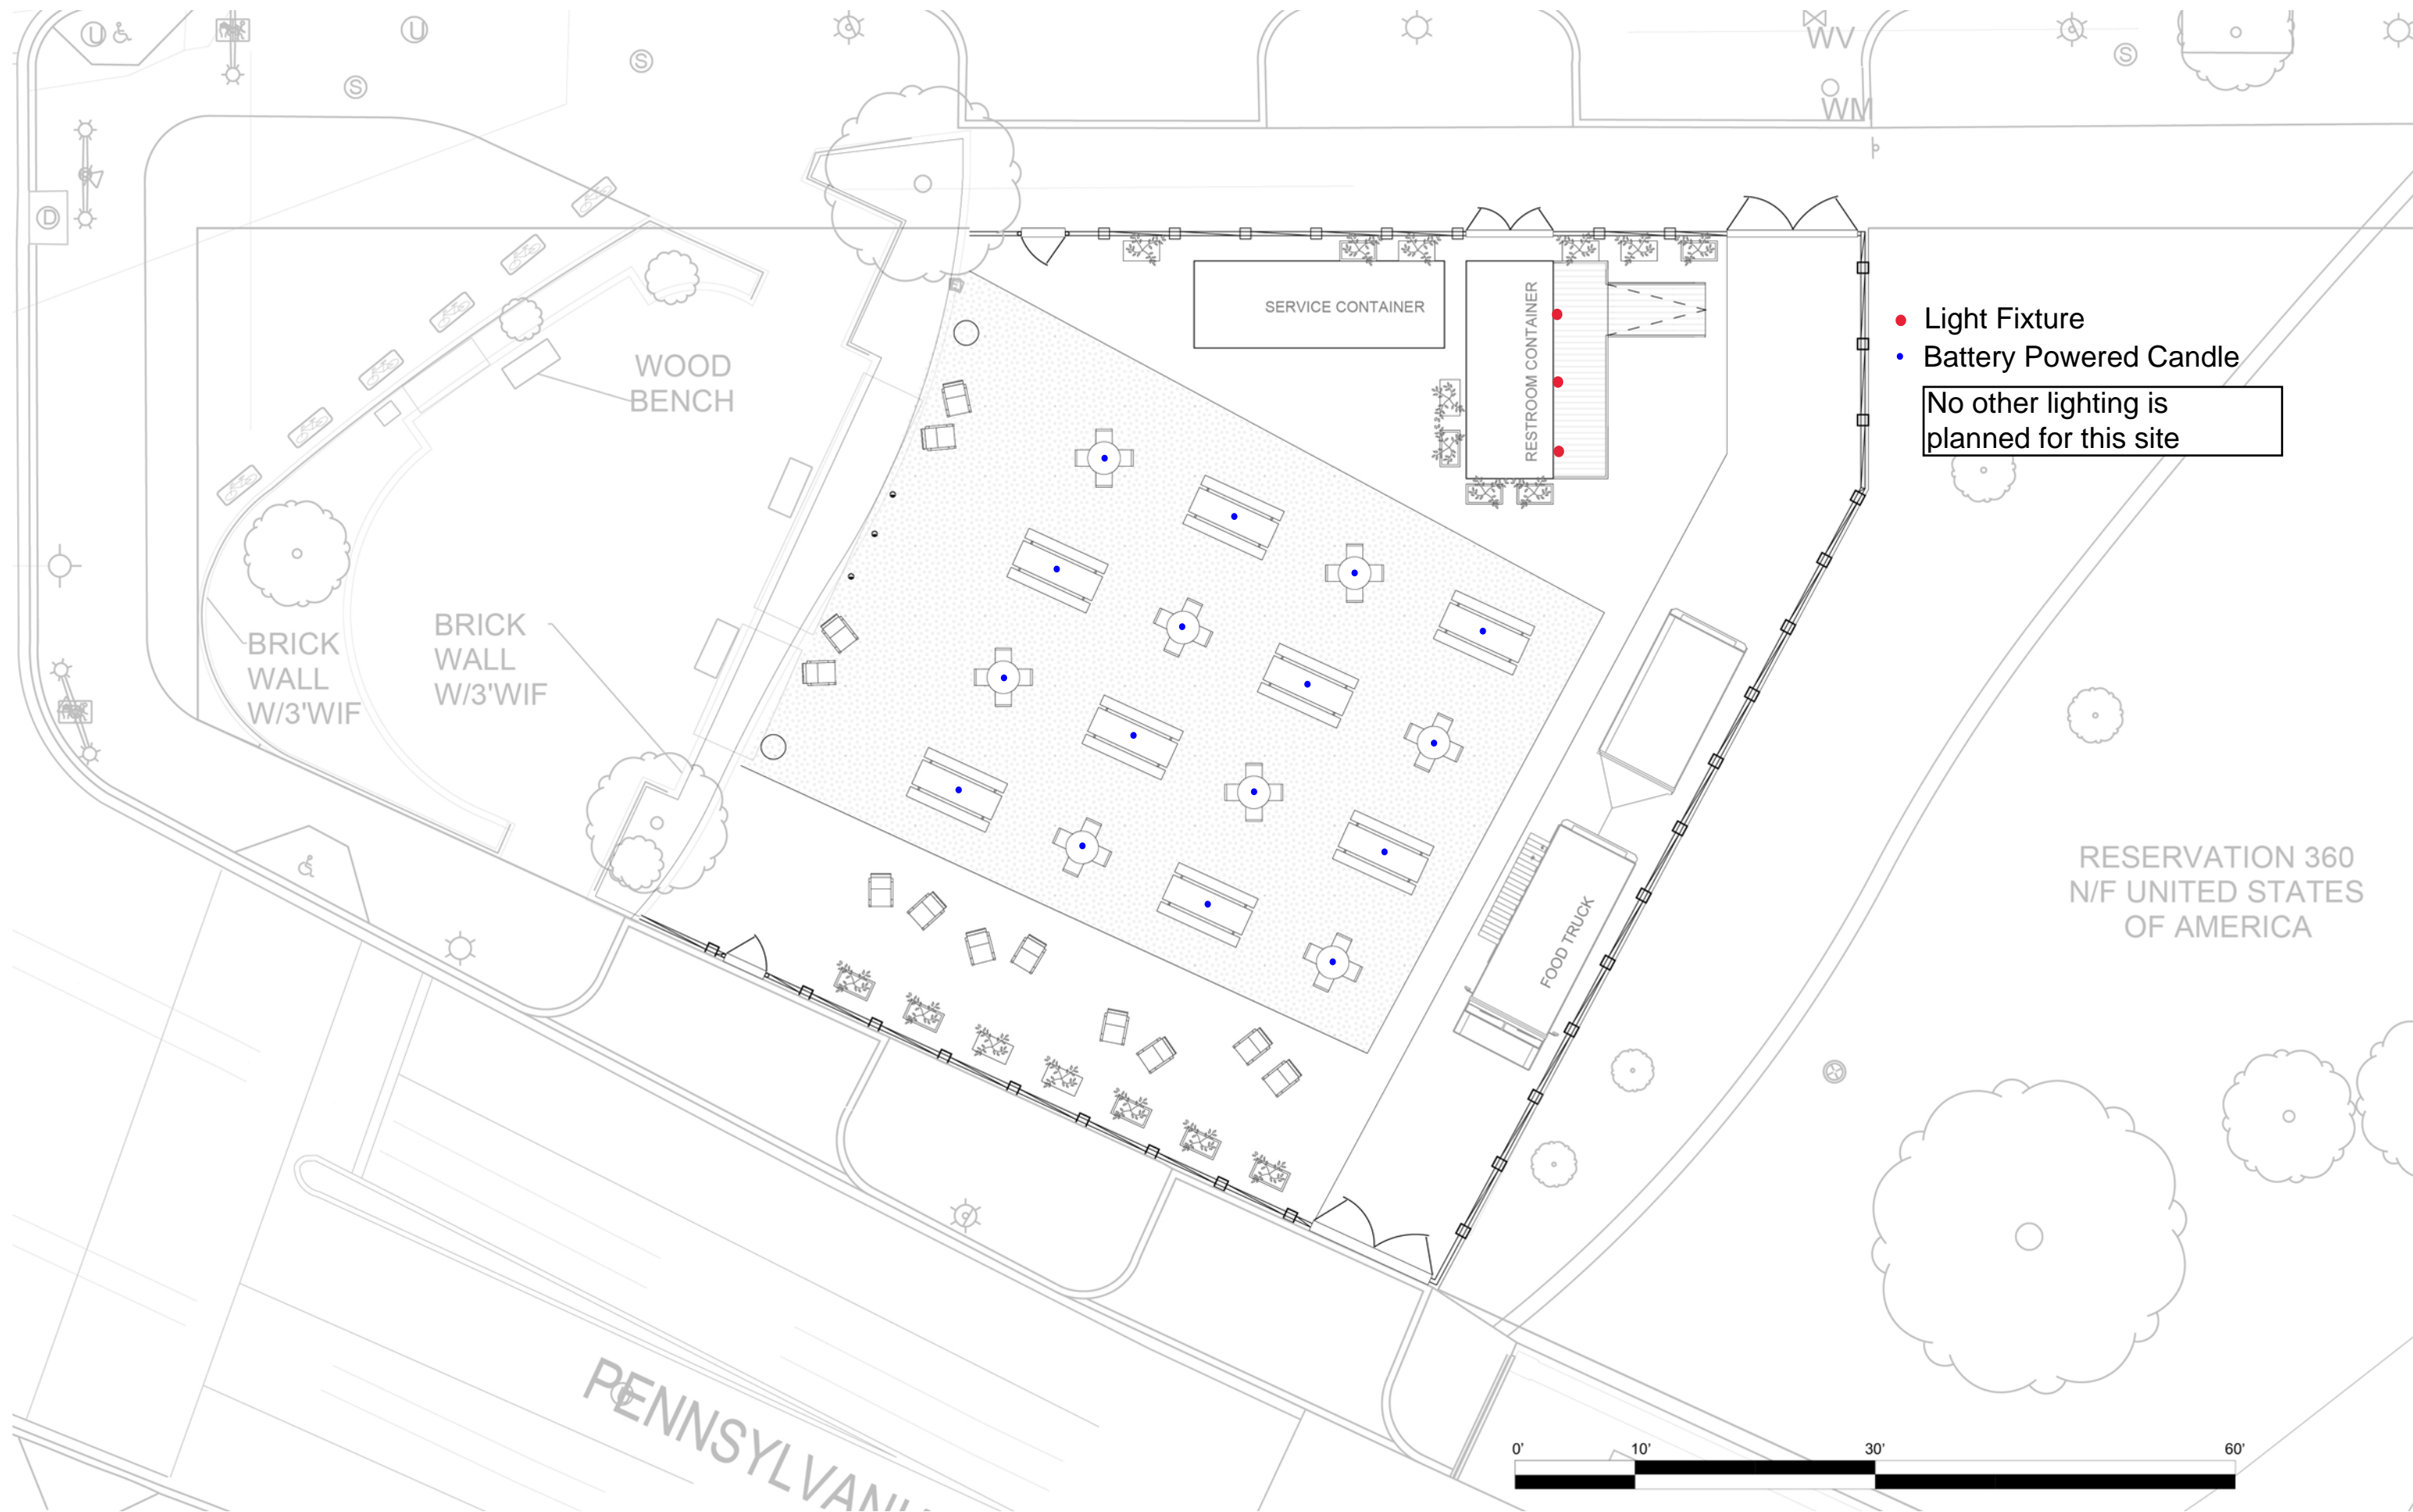 U
U
S
S
WV
WM
S
D
SERVICE CONTAINER
RESTROOM CONTAINER
Light Fixture
Battery Powered Candle
No other lighting is
planned for this site
WOOD
BENCH
BRICK
WALL
W/3'WIF
BRICK
WALL
W/3'WIF
FOOD TRUCK
RESERVATION 360
N/F UNITED STATES
OF AMERICA
0'
10'
30'
60'